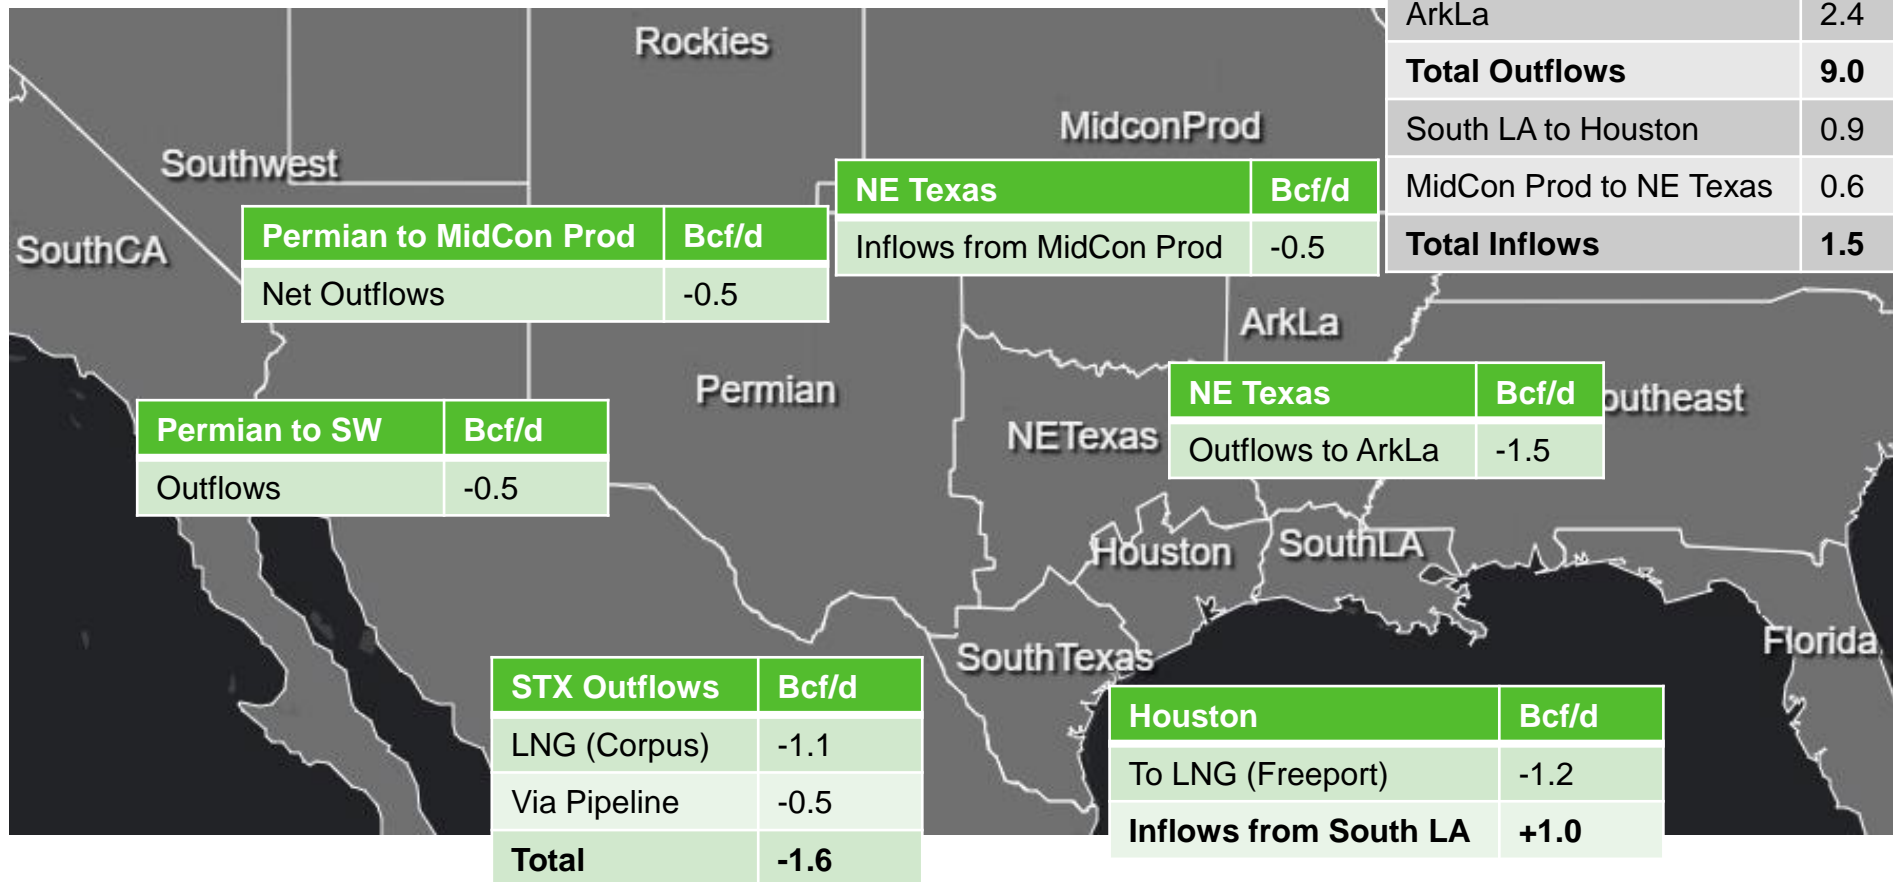 ArkLa 2.4
Total Outflows 9.0
South LA to Houston 0.9
MidCon Prod to NE Texas 0.6
Total Inflows 1.5
Rockies
MidconProd
Southwest
SouthCA
NE Texas Bcf/d
Inflows from MidCon Prod -0.5
Permian to MidCon Prod Bcf/d
Net Outflows -0.5
ArkLa
Permian
NE Texas Bcf/d
Outflows to ArkLa -1.5
outheast
Permian to SW Bcf/d
Outflows -0.5
NETexas
Houston
SouthLA
SouthTexas
Florida
STX Outflows Bcf/d
LNG (Corpus) -1.1
Via Pipeline -0.5
Total -1.6
Houston Bcf/d
To LNG (Freeport) -1.2
Inflows from South LA +1.0